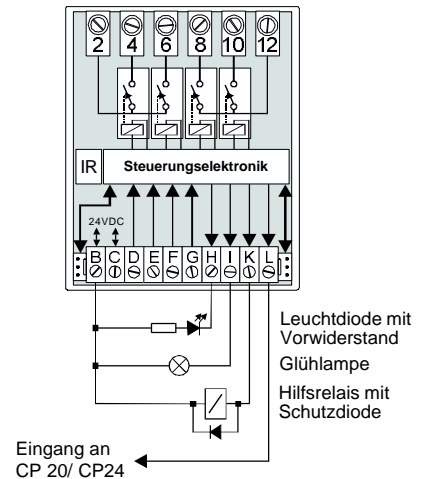 2 4 6 8 10 12
IR Steuerungselektronik
24VDC
B C D E F G H I K L
Leuchtdiode mit
Vorwiderstand
Glühlampe
Hilfsrelais mit
Schutzdiode
Eingang an
CP 20/ CP24